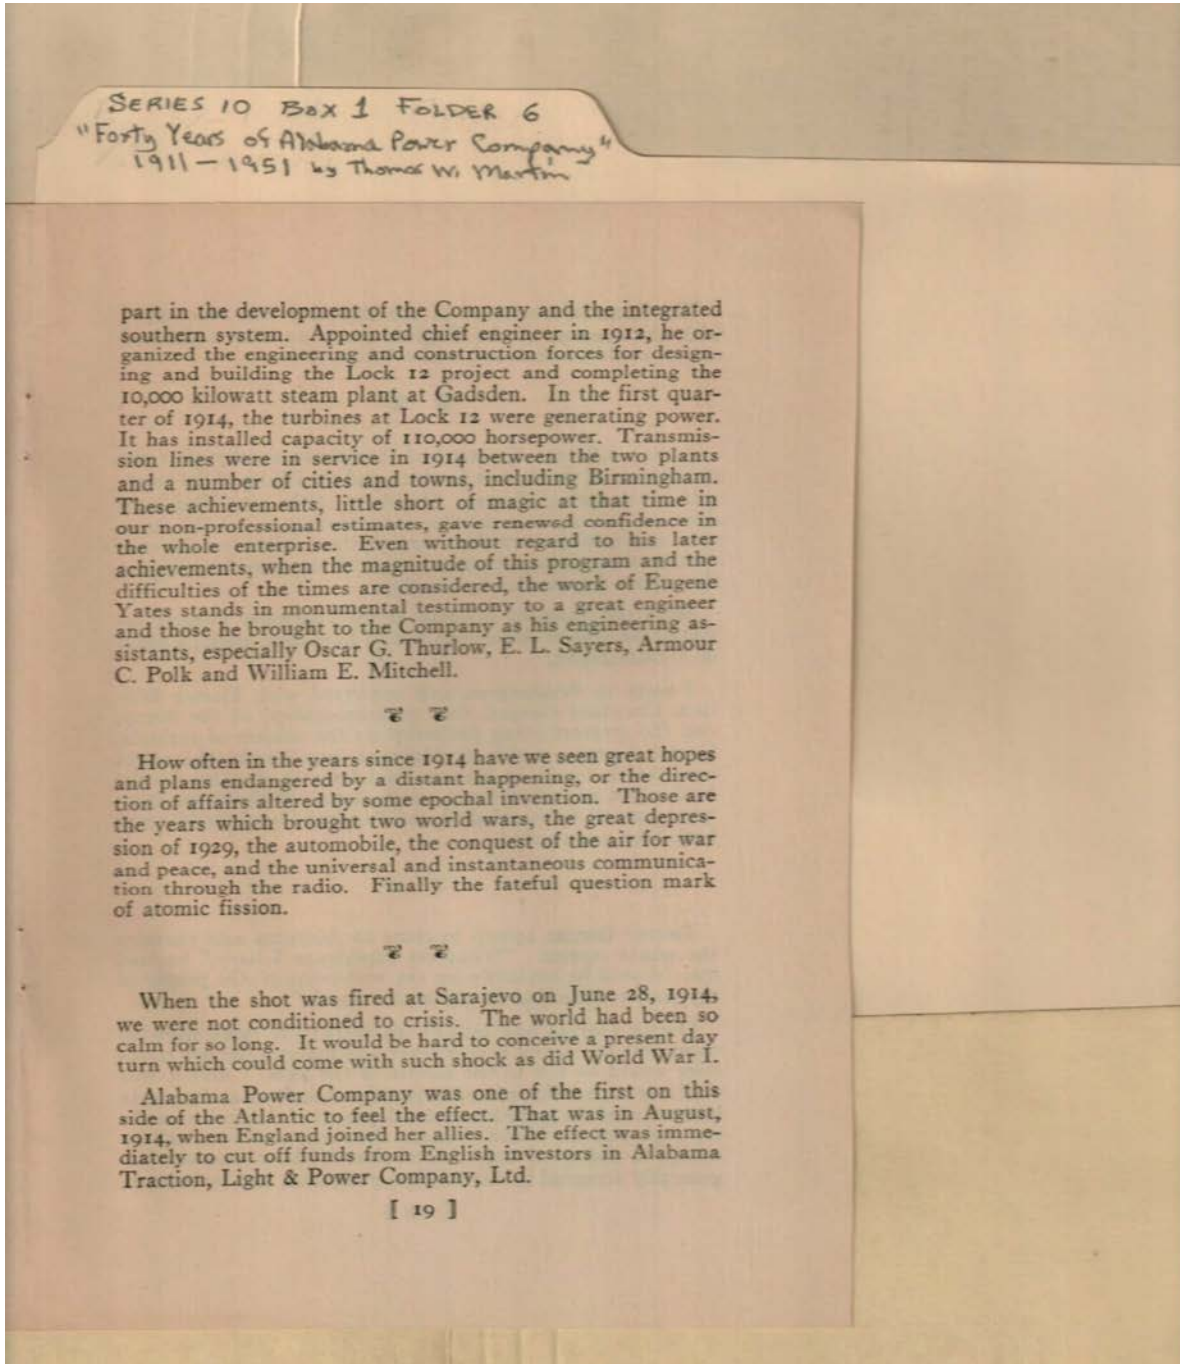 SERIES 10 BOX 1 FOLDER 6
"Forty Years of Alabama Power Company"
1911-1951 by Thomas W. Martin
part in the development of the Company and the integrated
southern system. Appointed chief engineer in 1912, he or-
ganized the engineering and construction forces for design-
ing and building the Lock 12 project and completing the
10,000 kilowatt steam plant at Gadsden. In the first quar-
ter of 1914, the turbines at Lock 12 were generating power.
It has installed capacity of 110,000 horsepower. Transmis-
sion lines were in service in 1914 between the two plants
and a number of cities and towns, including Birmingham.
These achievements, little short of magic at that time in
our non-professional estimates, gave renewed confidence in
the whole enterprise. Even without regard to his later
achievements, when the magnitude of this program and the
difficulties of the times are considered, the work of Eugene
Yates stands in monumental testimony to a great engineer
and those he brought to the Company as his engineering as-
sistants, especially Oscar G. Thurlow, E. L. Sayers, Armour
C. Polk and William E. Mitchell.
How often in the years since 1914 have we seen great hopes
and plans endangered by a distant happening, or the direc-
tion of affairs altered by some epochal invention. Those are
the years which brought two world wars, the great depres-
sion of 1929, the automobile, the conquest of the air for war
and peace, and the universal and instantaneous communica-
tion through the radio. Finally the fateful question mark
of atomic fission.
When the shot was fired at Sarajevo on June 28, 1914,
we were not conditioned to crisis. The world had been so
calm for so long. It would be hard to conceive a present day
turn which could come with such shock as did World War I.
Alabama Power Company was one of the first on this
side of the Atlantic to feel the effect. That was in August,
1914, when England joined her allies. The effect was imme-
diately to cut off funds from English investors in Alabama
Traction, Light & Power Company, Ltd.
[ 19 ]